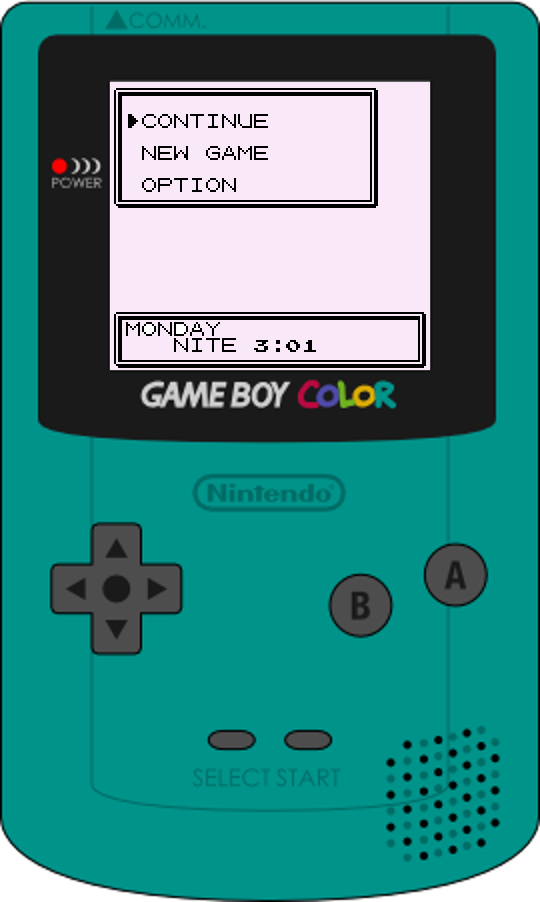 COMM.
CONTINUE
NEW GAME
OPTION
POWER
MONDAY
NITE 3:01
GAME BOY COLOR
Nintendo
A
B
SELECT START